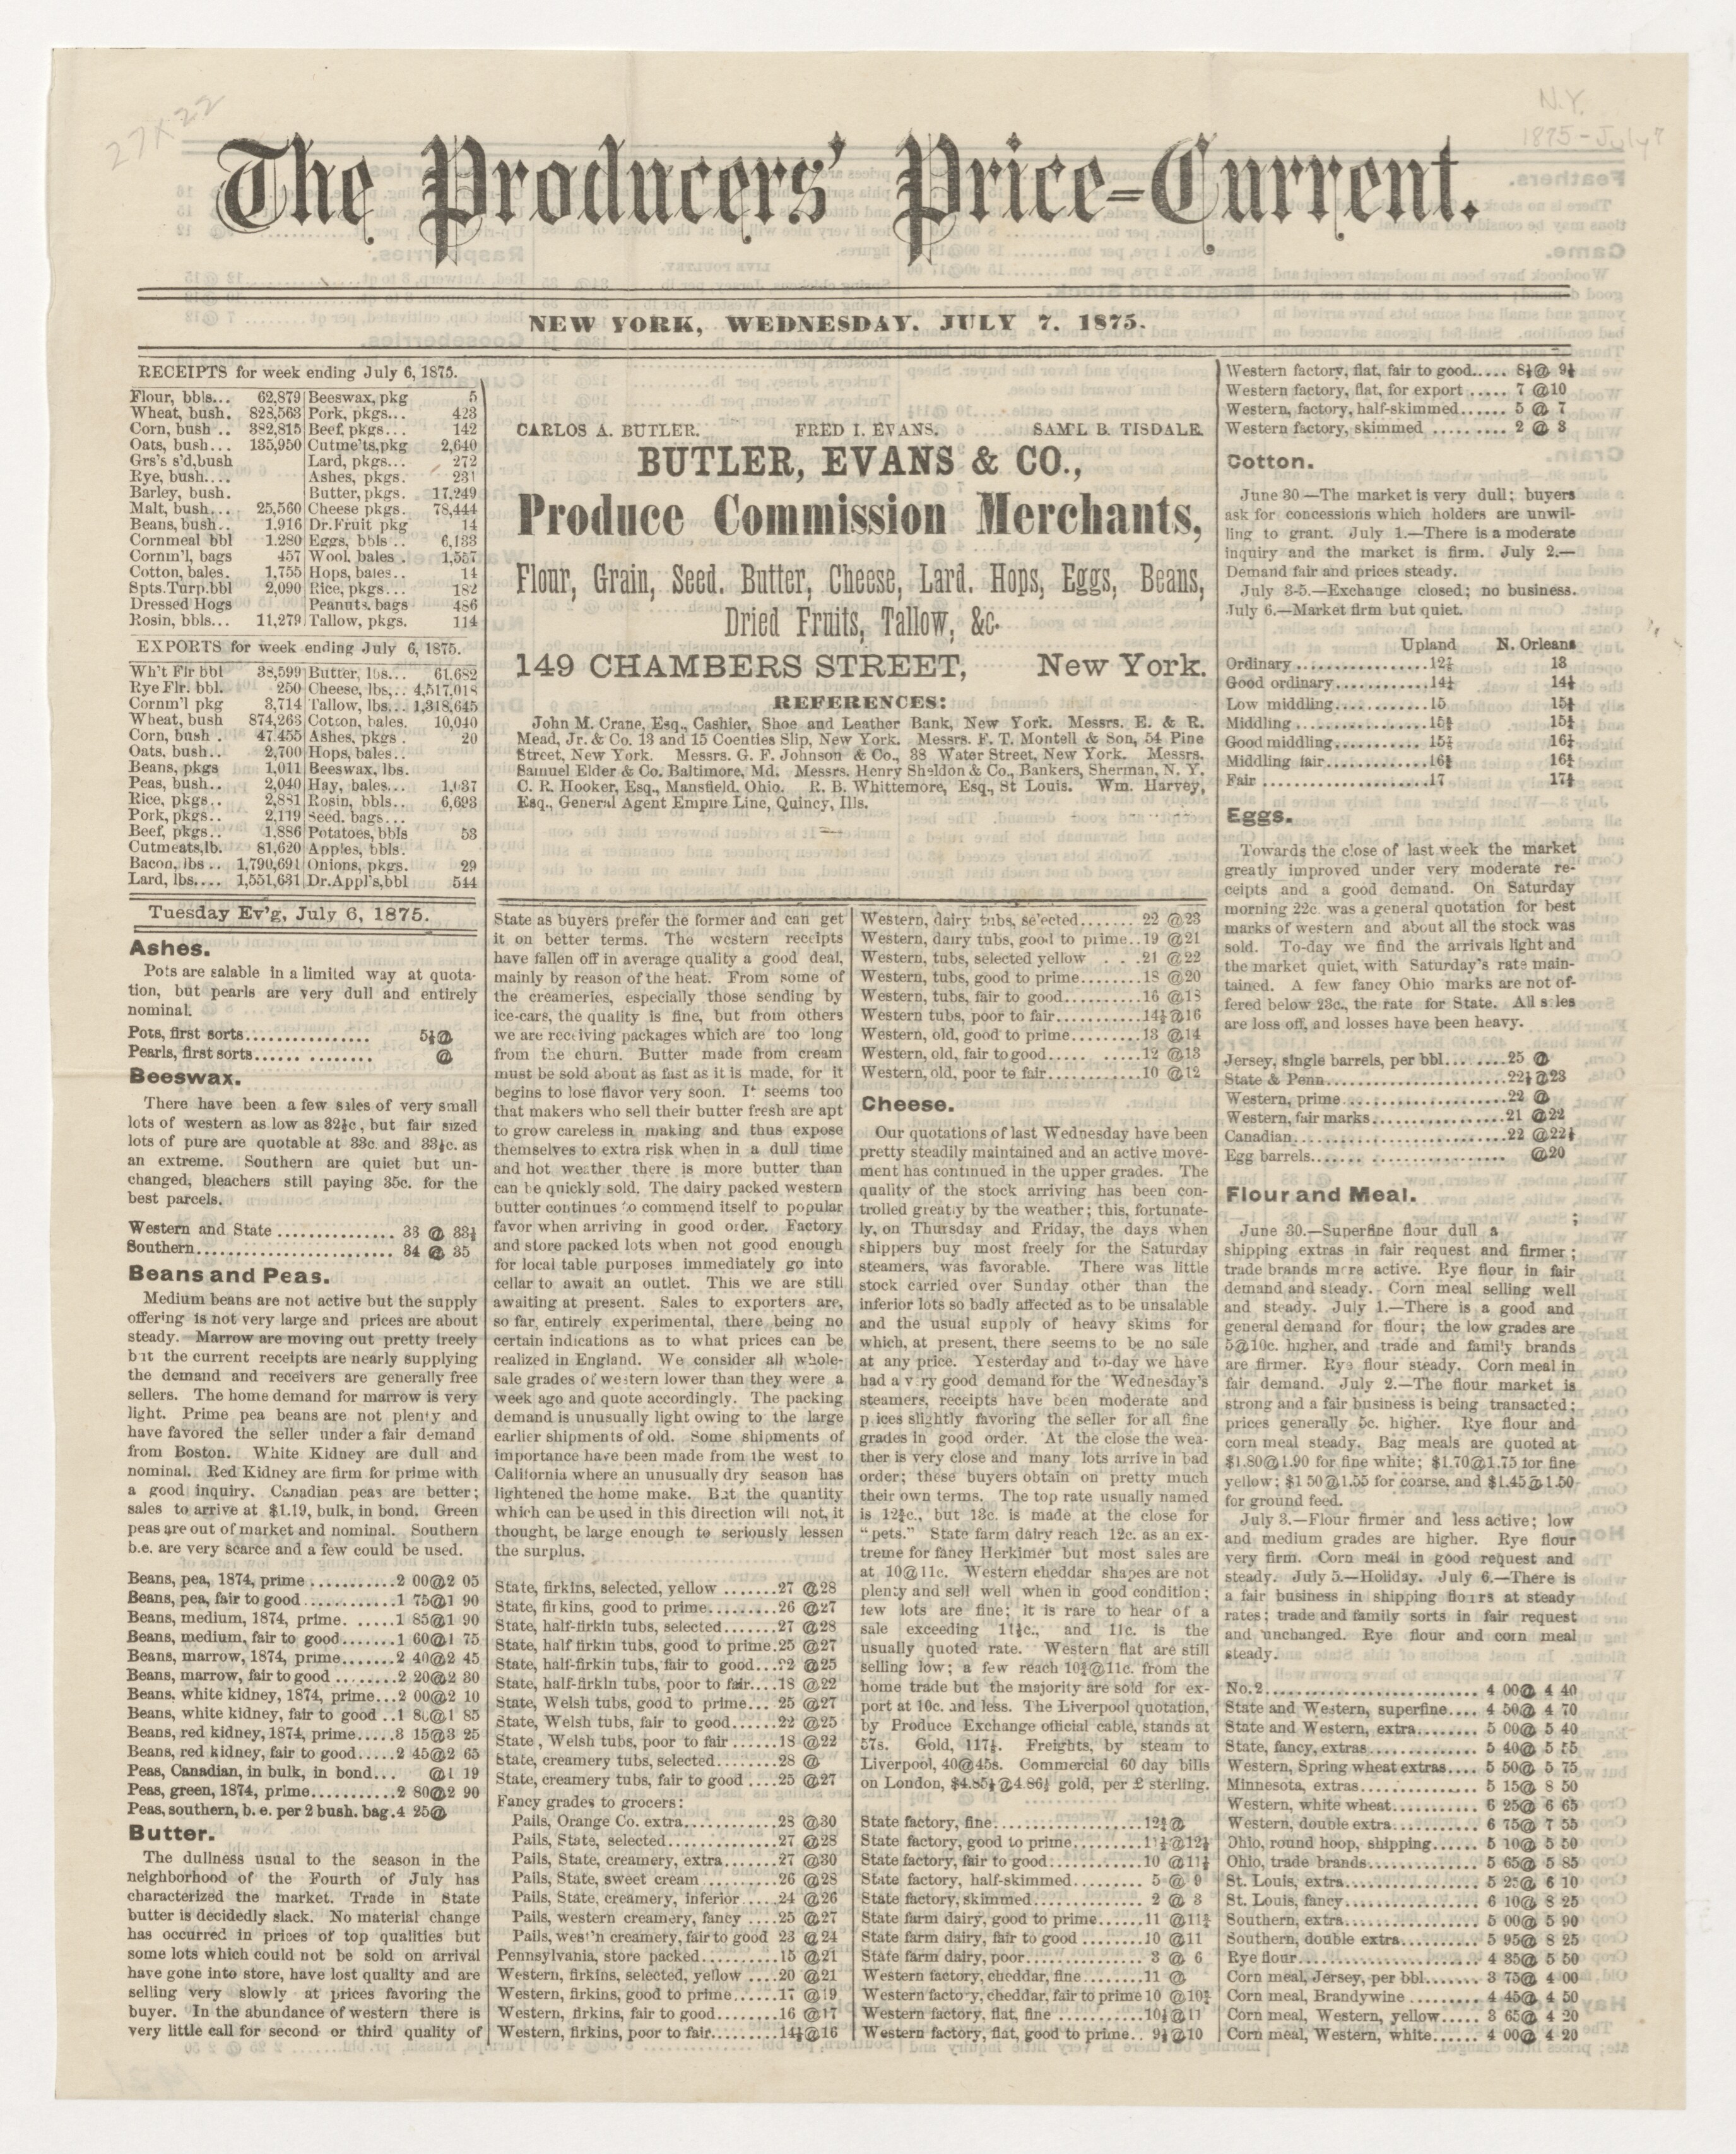 27×22
N.Y.
1875-July 7
The Producers' Price-Current.
NEW YORK, WEDNESDAY. JULY 7. 1875.
RECEIPTS for week ending July 6, 1875.
Flour, bbls... 62,879 Beeswax, pkg 5
Wheat, bush. 828,563 Pork, pkgs... 423
Corn, bush .. 382,815 Beef, pkgs... 142
Oats, bush... 135,950 Cutme'ts,pkg 2,640
Grs's s'd,bush Lard, pkgs... 272
Rye, bush.... Ashes, pkgs. 231
Barley, bush. Butter, pkgs. 17,249
Malt, bush... 25,560 Cheese pkgs. 78,444
Beans, bush.. 1,916 Dr.Fruit pkg 14
Cornmeal bbl 1.280 Eggs, bbls .. 6,133
Cornm'l, bags 457 Wool, bales . 1,557
Cotton, bales. 1,755 Hops, bales.. 14
Spts.Turp.bbl 2,090 Rice, pkgs... 182
Dressed Hogs Peanuts, bags 486
Rosin, bbls... 11,279 Tallow, pkgs. 114
EXPORTS for week ending July 6, 1875.
Wh't Flr bbl 38,599 Butter, lbs... 61,682
Rye Flr. bbl. 250 Cheese, lbs,.. 4,517,018
Cornm'l pkg 3,714 Tallow, lbs... 1,318,645
Wheat, bush 874,263 Cotton, bales. 10,040
Corn, bush . 47.455 Ashes, pkgs . 20
Oats, bush.. 2,700 Hops, bales..
Beans, pkgs 1,011 Beeswax, lbs.
Peas, bush.. 2,040 Hay, bales.. 1,037
Rice, pkgs.. 2,881 Rosin, bbls.. 6,693
Pork, pkgs.. 2,119 Seed. bags...
Beef, pkgs.. 1,886 Potatoes, bbls 53
Cutmeats,lb. 81,620 Apples, bbls.
Bacon, lbs .. 1,790,691 Onions, pkgs. 29
Lard, lbs.... 1,551,631 Dr.Appl's,bbl 544
Tuesday Ev'g, July 6, 1875.
Ashes.
Pots are salable in a limited way at quota-
tion, but pearls are very dull and entirely
nominal.
Pots, first sorts................ 5¼@
Pearls, first sorts...... ........ @
Beeswax.
There have been a few sales of very small
lots of western as low as 32½c, but fair sized
lots of pure are quotable at 33c. and 33½c. as
an extreme. Southern are quiet but un-
changed, bleachers still paying 35c. for the
best parcels.
Western and State ............... 33 @ 33½
Southern.......................... 34 @ 35
Beans and Peas.
Medium beans are not active but the supply
offering is not very large and prices are about
steady. Marrow are moving out pretty freely
but the current receipts are nearly supplying
the demand and receivers are generally free
sellers. The home demand for marrow is very
light. Prime pea beans are not plenty and
have favored the seller under a fair demand
from Boston. White Kidney are dull and
nominal. Red Kidney are firm for prime with
a good inquiry. Canadian peas are better;
sales to arrive at $1.19, bulk, in bond. Green
peas are out of market and nominal. Southern
b.e. are very scarce and a few could be used.
Beans, pea, 1874, prime ...........2 00@2 05
Beans, pea, fair to good............1 75@1 90
Beans, medium, 1874, prime. ......1 85@1 90
Beans, medium, fair to good.......1 60@1 75
Beans, marrow, 1874, prime.......2 40@2 45
Beans, marrow, fair to good ........2 20@2 30
Beans, white kidney, 1874, prime...2 00@2 10
Beans, white kidney, fair to good ..1 80@1 85
Beans, red kidney, 1874, prime.....3 15@3 25
Beans, red kidney, fair to good.....2 45@2 65
Peas, Canadian, in bulk, in bond... @1 19
Peas, green, 1874, prime............2 80@2 90
Peas, southern, b. e. per 2 bush. bag.4 25@
Butter.
The dullness usual to the season in the
neighborhood of the Fourth of July has
characterized the market. Trade in State
butter is decidedly slack. No material change
has occurred in prices of top qualities but
some lots which could not be sold on arrival
have gone into store, have lost quality and are
selling very slowly at prices favoring the
buyer. In the abundance of western there is
very little call for second or third quality of
CARLOS A. BUTLER. FRED I. EVANS. SAM'L B. TISDALE.
BUTLER, EVANS & CO.,
Produce Commission Merchants,
Flour, Grain, Seed. Butter, Cheese, Lard. Hops, Eggs, Beans,
Dried Fruits, Tallow, &c.
149 CHAMBERS STREET, New York.
REFERENCES:
John M. Crane, Esq., Cashier, Shoe and Leather Bank, New York. Messrs. E. & R.
Mead, Jr. & Co. 13 and 15 Coenties Slip, New York. Messrs. F. T. Montell & Son, 54 Pine
Street, New York. Messrs. G. F. Johnson & Co., 38 Water Street, New York. Messrs.
Samuel Elder & Co. Baltimore, Md. Messrs. Henry Sheldon & Co., Bankers, Sherman, N. Y.
C. R. Hooker, Esq., Mansfield, Ohio. R. B. Whittemore, Esq., St Louis. Wm. Harvey,
Esq., General Agent Empire Line, Quincy, Ills.
State as buyers prefer the former and can get
it on better terms. The western receipts
have fallen off in average quality a good deal,
mainly by reason of the heat. From some of
the creameries, especially those sending by
ice-cars, the quality is fine, but from others
we are receiving packages which are too long
from the churn. Butter made from cream
must be sold about as fast as it is made, for it
begins to lose flavor very soon. It seems too
that makers who sell their butter fresh are apt
to grow careless in making and thus expose
themselves to extra risk when in a dull time
and hot weather there is more butter than
can be quickly sold. The dairy packed western
butter continues to commend itself to popular
favor when arriving in good order. Factory
and store packed lots when not good enough
for local table purposes immediately go into
cellar to await an outlet. This we are still
awaiting at present. Sales to exporters are,
so far, entirely experimental, there being no
certain indications as to what prices can be
realized in England. We consider all whole-
sale grades of western lower than they were a
week ago and quote accordingly. The packing
demand is unusually light owing to the large
earlier shipments of old. Some shipments of
importance have been made from the west to
California where an unusually dry season has
lightened the home make. But the quantity
which can be used in this direction will not, it
thought, be large enough to seriously lessen
the surplus.
State, firkins, selected, yellow .......27 @28
State, firkins, good to prime..........26 @27
State, half-firkin tubs, selected.......27 @28
State, half firkin tubs, good to prime.25 @27
State, half-firkin tubs, fair to good...22 @25
State, half-firkin tubs, poor to fair....18 @22
State, Welsh tubs, good to prime....25 @27
State, Welsh tubs, fair to good.......22 @25
State , Welsh tubs, poor to fair .......18 @22
State, creamery tubs, selected........28 @
State, creamery tubs, fair to good ....25 @27
Fancy grades to grocers:
Pails, Orange Co. extra............28 @30
Pails, State, selected..............27 @28
Pails, State, creamery, extra.......27 @30
Pails, State, sweet cream .........26 @28
Pails, State, creamery, inferior....24 @26
Pails, western creamery, fancy ....25 @27
Pails, wes'n creamery, fair to good 23 @24
Pennsylvania, store packed...........15 @21
Western, firkins, selected, yellow ....20 @21
Western, firkins, good to prime......17 @19
Western, firkins, fair to good.........16 @17
Western, firkins, poor to fair..........14½@16
Western, dairy tubs, selected....... 22 @23
Western, dairy tubs, good to prime..19 @21
Western, tubs, selected yellow . . .21 @22
Western, tubs, good to prime........18 @20
Western, tubs, fair to good..........16 @18
Western tubs, poor to fair...........14½@16
Western, old, good to prime..........13 @14
Western, old, fair to good..... ......12 @13
Western, old, poor to fair............10 @12
Cheese.
Our quotations of last Wednesday have been
pretty steadily maintained and an active move-
ment has continued in the upper grades. The
quality of the stock arriving has been con-
trolled greatly by the weather; this, fortunate-
ly, on Thursday and Friday, the days when
shippers buy most freely for the Saturday
steamers, was favorable. There was little
stock carried over Sunday other than the
inferior lots so badly affected as to be unsalable
and the usual supply of heavy skims for
which, at present, there seems to be no sale
at any price. Yesterday and to-day we have
had a very good demand for the Wednesday's
steamers, receipts have been moderate and
prices slightly favoring the seller for all fine
grades in good order. At the close the wea-
ther is very close and many lots arrive in bad
order; these buyers obtain on pretty much
their own terms. The top rate usually named
is 12¾c., but 13c. is made at the close for
"pets." State farm dairy reach 12c. as an ex-
treme for fancy Herkimer but most sales are
at 10@11c. Western cheddar shapes are not
plenty and sell well when in good condition;
few lots are fine; it is rare to hear of a
sale exceeding 11½c., and 11c. is the
usually quoted rate. Western flat are still
selling low; a few reach 10½@11c. from the
home trade but the majority are sold for ex-
port at 10c. and less. The Liverpool quotation,
by Produce Exchange official cable, stands at
57s. Gold, 117¼. Freights, by steam to
Liverpool, 40@45s. Commercial 60 day bills
on London, $4.85½@4.86½ gold, per £ sterling.
State factory, fine.....................12½@
State factory, good to prime..........11½@12½
State factory, fair to good.............10 @11½
State factory, half-skimmed......... 5 @ 9
State factory, skimmed............... 2 @ 3
State farm dairy, good to prime......11 @11½
State farm dairy, fair to good ........10 @11
State farm dairy, poor............... 3 @ 6
Western factory, cheddar, fine........11 @
Western factory, cheddar, fair to prime 10 @10½
Western factory, flat, fine ...........10½@11
Western factory, flat, good to prime.. 9½@10
Western factory, flat, fair to good..... 8½@ 9½
Western factory, flat, for export ..... 7 @10
Western, factory, half-skimmed...... 5 @ 7
Western factory, skimmed .......... 2 @ 3
Cotton.
June 30—The market is very dull; buyers
ask for concessions which holders are unwil-
ling to grant. July 1.—There is a moderate
inquiry and the market is firm. July 2.—
Demand fair and prices steady.
July 3-5.—Exchange closed; no business.
July 6.—Market firm but quiet.
Upland N. Orleans
Ordinary .................12½ 13
Good ordinary............14¼ 14½
Low middling.............15 15¼
Middling..................15¼ 15½
Good middling............15½ 16¼
Middling fair.............16¼ 16½
Fair ......................17 17¼
Eggs.
Towards the close of last week the market
greatly improved under very moderate re-
ceipts and a good demand. On Saturday
morning 22c. was a general quotation for best
marks of western and about all the stock was
sold. To-day we find the arrivals light and
the market quiet, with Saturday's rate main-
tained. A few fancy Ohio marks are not of-
fered below 23c., the rate for State. All sales
are loss off, and losses have been heavy.
Jersey, single barrels, per bbl........25 @
State & Penn.........................22½@23
Western, prime......................22 @
Western, fair marks..................21 @22
Canadian.............................22 @22½
Egg barrels....... ................. @20
Flour and Meal.
June 30.—Superfine flour dull a ;
shipping extras in fair request and firmer;
trade brands more active. Rye flour in fair
demand and steady. Corn meal selling well
and steady. July 1.—There is a good and
general demand for flour; the low grades are
5@10c. higher, and trade and family brands
are firmer. Rye flour steady. Corn meal in
fair demand. July 2.—The flour market is
strong and a fair business is being transacted;
prices generally 5c. higher. Rye flour and
corn meal steady. Bag meals are quoted at
$1.80@1.90 for fine white; $1.70@1.75 for fine
yellow; $1 50@1.55 for coarse, and $1.45@1.50
for ground feed.
July 3.—Flour firmer and less active; low
and medium grades are higher. Rye flour
very firm. Corn meal in good request and
steady. July 5.—Holiday. July 6.—There is
a fair business in shipping flours at steady
rates; trade and family sorts in fair request
and unchanged. Rye flour and corn meal
steady.
No. 2.............................. 4 00@ 4 40
State and Western, superfine.... 4 50@ 4 70
State and Western, extra........ 5 00@ 5 40
State, fancy, extras.............. 5 40@ 5 55
Western, Spring wheat extras.... 5 50@ 5 75
Minnesota, extras................ 5 15@ 8 50
Western, white wheat........... 6 25@ 6 65
Western, double extra........... 6 75@ 7 55
Ohio, round hoop, shipping...... 5 10@ 5 50
Ohio, trade brands............... 5 65@ 5 85
St. Louis, extra.................. 5 25@ 6 10
St. Louis, fancy.................. 6 10@ 8 25
Southern, extra.................. 5 00@ 5 90
Southern, double extra.......... 5 95@ 8 25
Rye flour......................... 4 35@ 5 50
Corn meal, Jersey, per bbl....... 3 75@ 4 00
Corn meal, Brandywine ......... 4 45@ 4 50
Corn meal, Western, yellow..... 3 65@ 4 20
Corn meal, Western, white...... 4 00@ 4 20